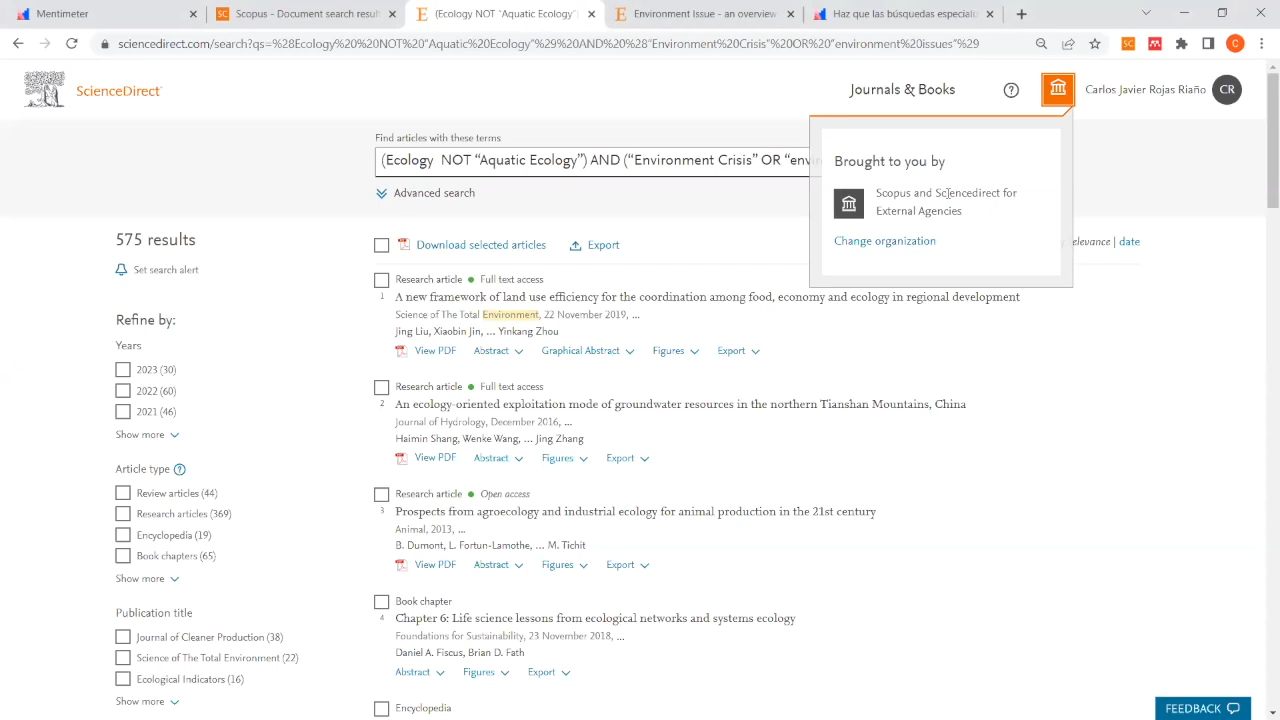 Mentimeter
Scopus - Document search result
(Ecology NOT "Aquatic Ecology")
Environment Issue - an overview
Haz que las búsquedas especializ
sciencedirect.com/search?qs=%28Ecology%20%20NOT%20“Aquatic%20Ecology”%29%20AND%20%28“Environment%20Crisis”%20OR%20“environment%20issues”%29
C
ScienceDirect
Journals & Books
Carlos Javier Rojas Riaño
CR
Find articles with these terms
(Ecology NOT “Aquatic Ecology”) AND (“Environment Crisis” OR “envi
Advanced search
Brought to you by
Scopus and Sciencedirect for
External Agencies
Change organization
575 results
Set search alert
Download selected articles
Export
relevance | date
Refine by:
Years
2023 (30)
2022 (60)
2021 (46)
Show more
Article type
Review articles (44)
Research articles (369)
Encyclopedia (19)
Book chapters (65)
Show more
Publication title
Journal of Cleaner Production (38)
Science of The Total Environment (22)
Ecological Indicators (16)
Show more
Research article Full text access
1 A new framework of land use efficiency for the coordination among food, economy and ecology in regional development
Science of The Total Environment, 22 November 2019, ...
Jing Liu, Xiaobin Jin, ... Yinkang Zhou
View PDF Abstract Graphical Abstract Figures Export
Research article Full text access
2 An ecology-oriented exploitation mode of groundwater resources in the northern Tianshan Mountains, China
Journal of Hydrology, December 2016, ...
Haimin Shang, Wenke Wang, ... Jing Zhang
View PDF Abstract Figures Export
Research article Open access
3 Prospects from agroecology and industrial ecology for animal production in the 21st century
Animal, 2013, ...
B. Dumont, L. Fortun-Lamothe, ... M. Tichit
View PDF Abstract Figures Export
Book chapter
4 Chapter 6: Life science lessons from ecological networks and systems ecology
Foundations for Sustainability, 23 November 2018, ...
Daniel A. Fiscus, Brian D. Fath
Abstract Figures Export
Encyclopedia
FEEDBACK